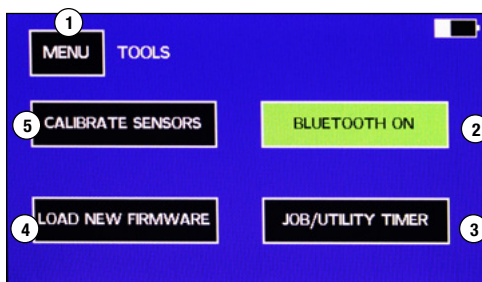 1
MENU TOOLS
5 CALIBRATE SENSORS BLUETOOTH ON 2
4 LOAD NEW FIRMWARE JOB/UTILITY TIMER 3